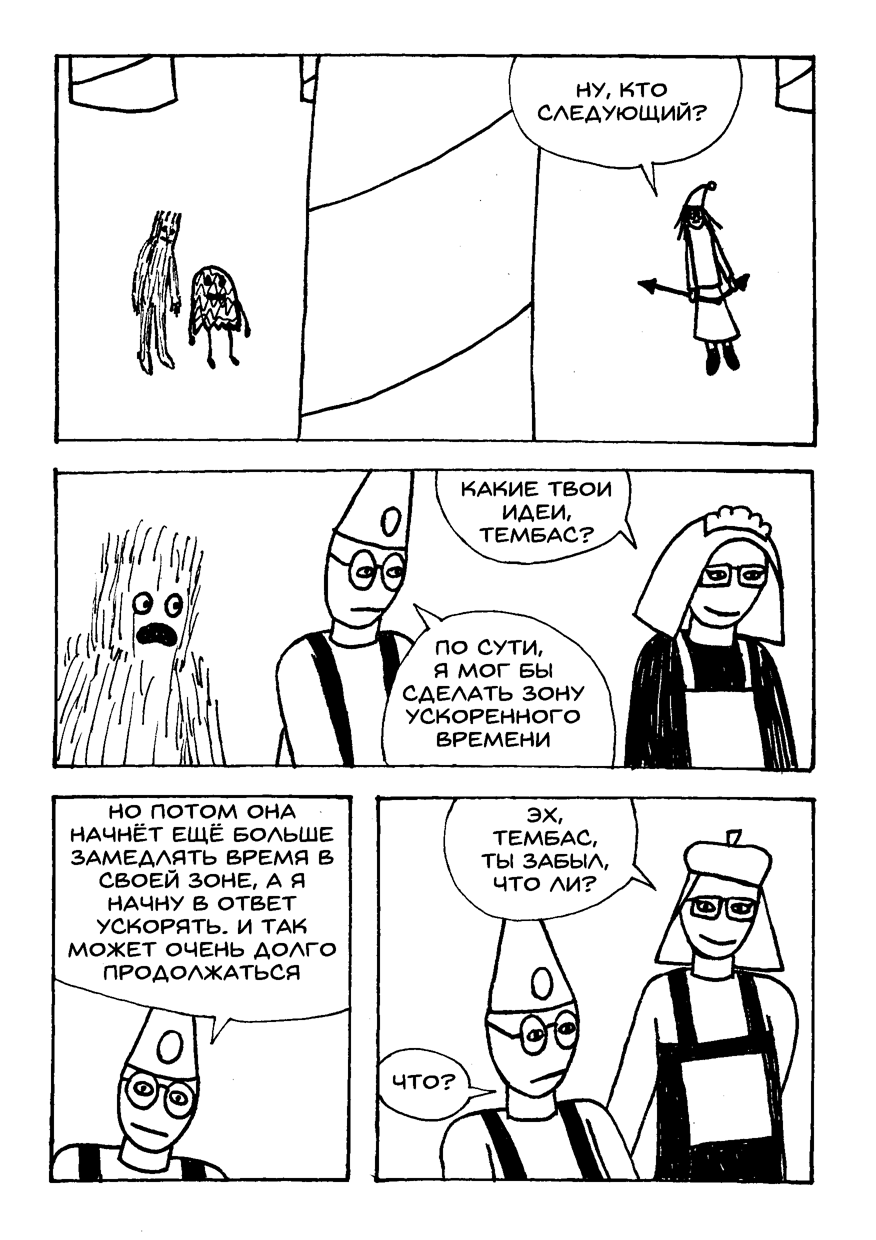 НУ, КТО
СЛЕДУЮЩИЙ?
КАКИЕ ТВОИ
ИДЕИ,
ТЕМБАС?
ПО СУТИ,
Я МОГ БЫ
СДЕЛАТЬ ЗОНУ
УСКОРЕННОГО
ВРЕМЕНИ
НО ПОТОМ ОНА
НАЧНЁТ ЕЩЁ БОЛЬШЕ
ЗАМЕДЛЯТЬ ВРЕМЯ В
СВОЕЙ ЗОНЕ, А Я
НАЧНУ В ОТВЕТ
УСКОРЯТЬ. И ТАК
МОЖЕТ ОЧЕНЬ ДОЛГО
ПРОДОЛЖАТЬСЯ
ЭХ,
ТЕМБАС,
ТЫ ЗАБЫЛ,
ЧТО ЛИ?
ЧТО?